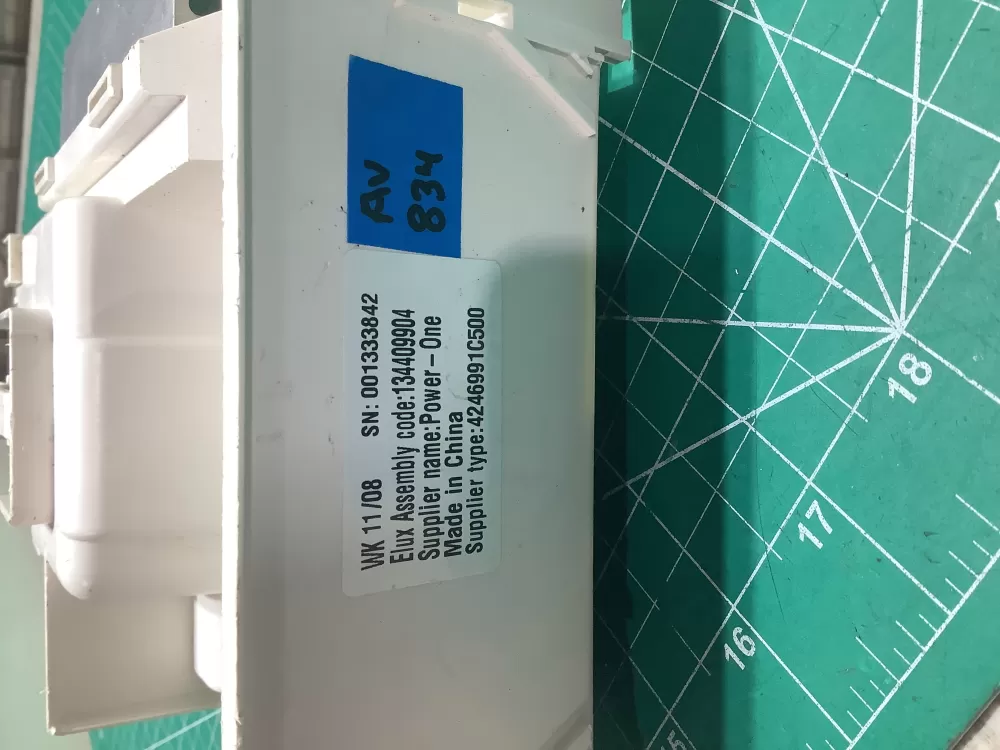 AV
834
WK 11/08 SN: 001333842
Elux Assembly code:134409904
Supplier name:Power-One
Made in China
Supplier type:4246991C500
18
17
16
15